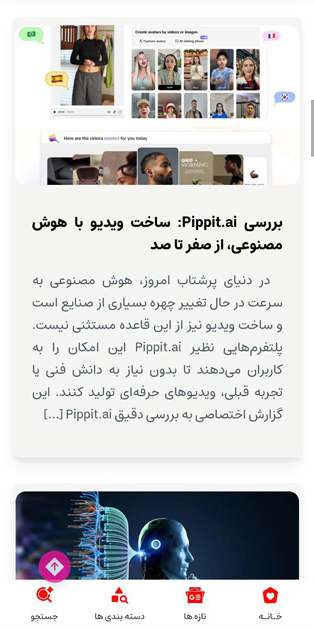 Create avatars by videos or images
Custom avatar
AI talking photo
Here are the videos created for you today
GOOD
MORNING
بررسی Pippit.ai: ساخت ویدیو با هوش
مصنوعی، از صفر تا صد
در دنیای پرشتاب امروز، هوش مصنوعی به
سرعت در حال تغییر چهره بسیاری از صنایع است
و ساخت ویدیو نیز از این قاعده مستثنی نیست.
پلتفرم‌هایی نظیر Pippit.ai این امکان را به
کاربران می‌دهند تا بدون نیاز به دانش فنی یا
تجربه قبلی، ویدیوهای حرفه‌ای تولید کنند. این
گزارش اختصاصی به بررسی دقیق Pippit.ai [...]
خـانـه
تازه ها
دسته بندی ها
جستجو